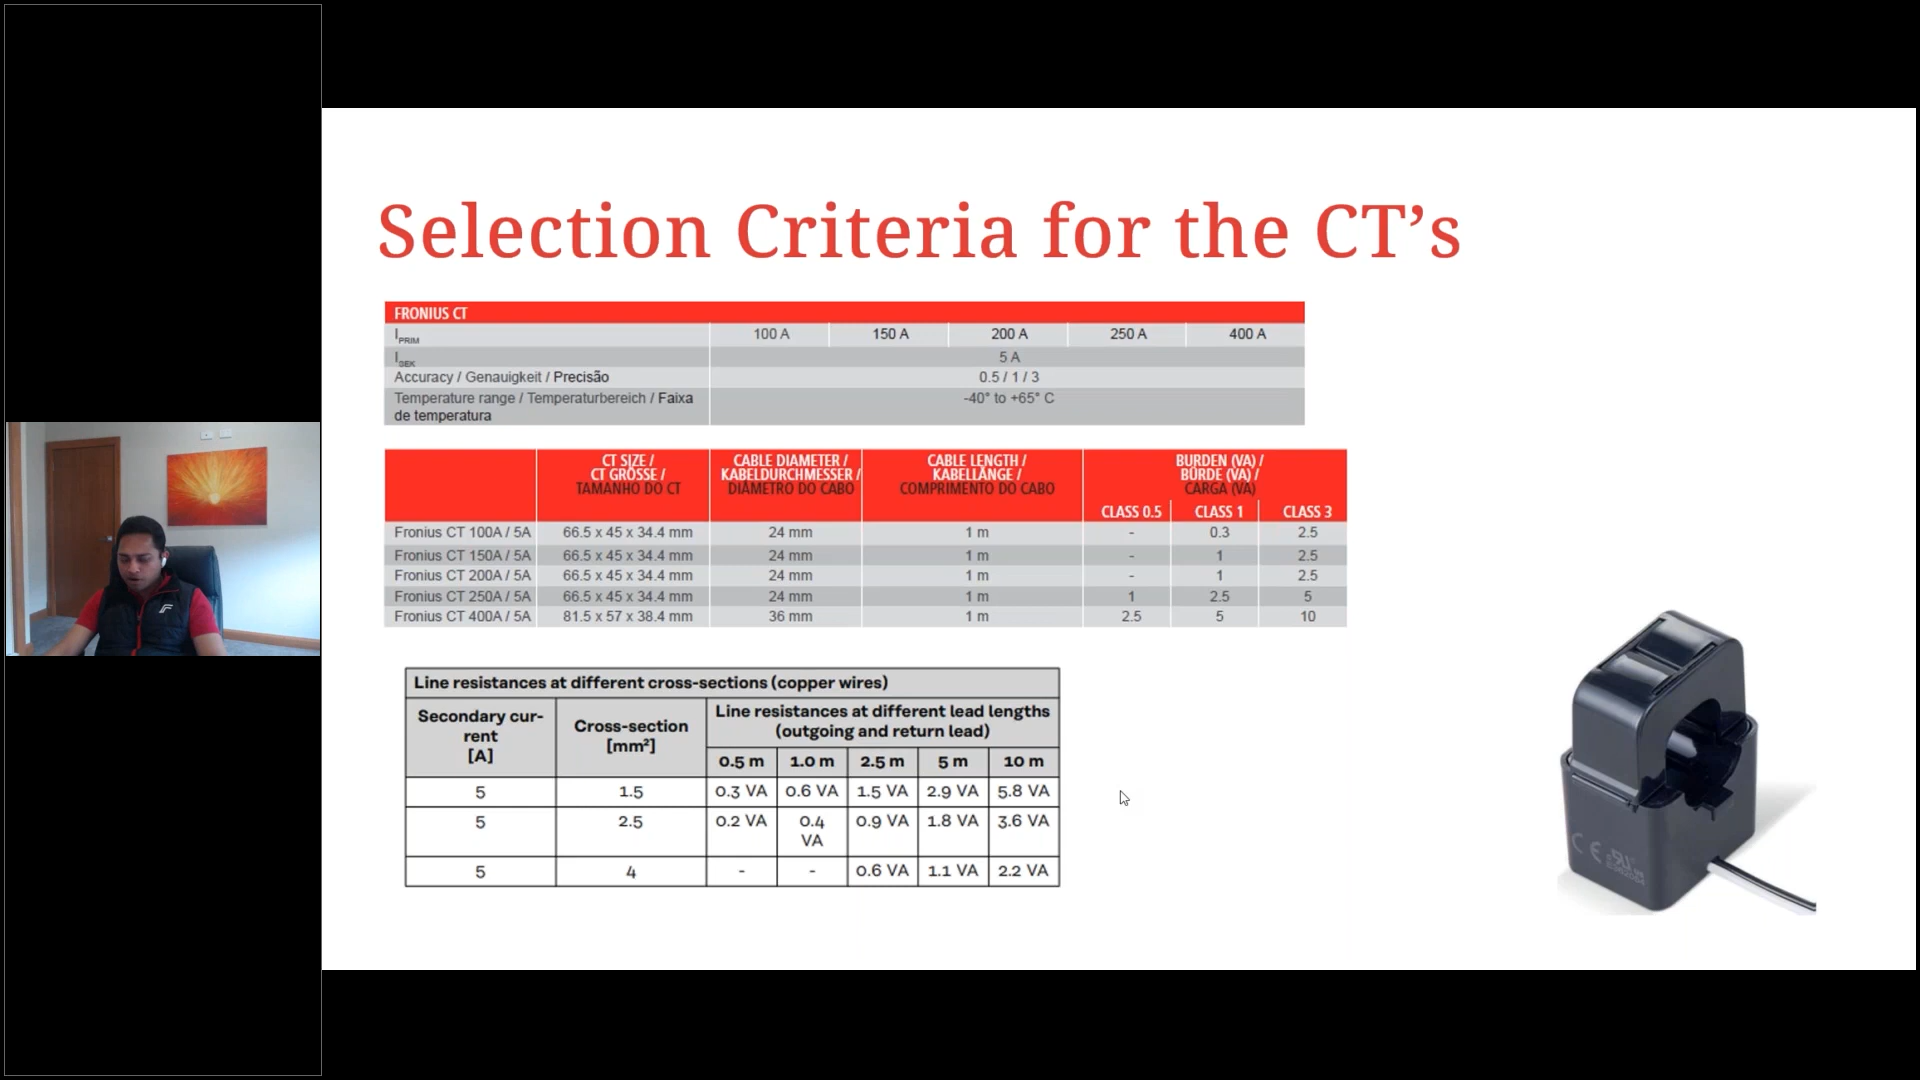 Selection Criteria for the CT’s
FRONIUS CT
I PRIM 100 A 150 A 200 A 250 A 400 A
5 A
Accuracy / Genauigkeit / Precisão 0.5 / 1 / 3
Temperature range / Temperaturbereich / Faixa -40° to +65° C
de temperatura
CT SIZE / CABLE DIAMETER / CABLE LENGTH / BURDEN (VA) /
CT GRÖSSE / KABELDURCHMESSER / KABELLÄNGE / BÜRDE (VA) /
TAMANHO DO CT DIÂMETRO DO CABO COMPRIMENTO DO CABO CARGA (VA)
CLASS 0.5 CLASS 1 CLASS 3
Fronius CT 100A / 5A 66.5 x 45 x 34.4 mm 24 mm 1 m - 0.3 2.5
Fronius CT 150A / 5A 66.5 x 45 x 34.4 mm 24 mm 1 m - 1 2.5
Fronius CT 200A / 5A 66.5 x 45 x 34.4 mm 24 mm 1 m - 1 2.5
Fronius CT 250A / 5A 66.5 x 45 x 34.4 mm 24 mm 1 m 1 2.5 5
Fronius CT 400A / 5A 81.5 x 57 x 38.4 mm 36 mm 1 m 2.5 5 10
Line resistances at different cross-sections (copper wires)
Secondary cur-
rent
[A]
Cross-section
[mm²]
Line resistances at different lead lengths
(outgoing and return lead)
0.5 m 1.0 m 2.5 m 5 m 10 m
5 1.5 0.3 VA 0.6 VA 1.5 VA 2.9 VA 5.8 VA
5 2.5 0.2 VA 0.4 VA 0.9 VA 1.8 VA 3.6 VA
5 4 - - 0.6 VA 1.1 VA 2.2 VA
CE